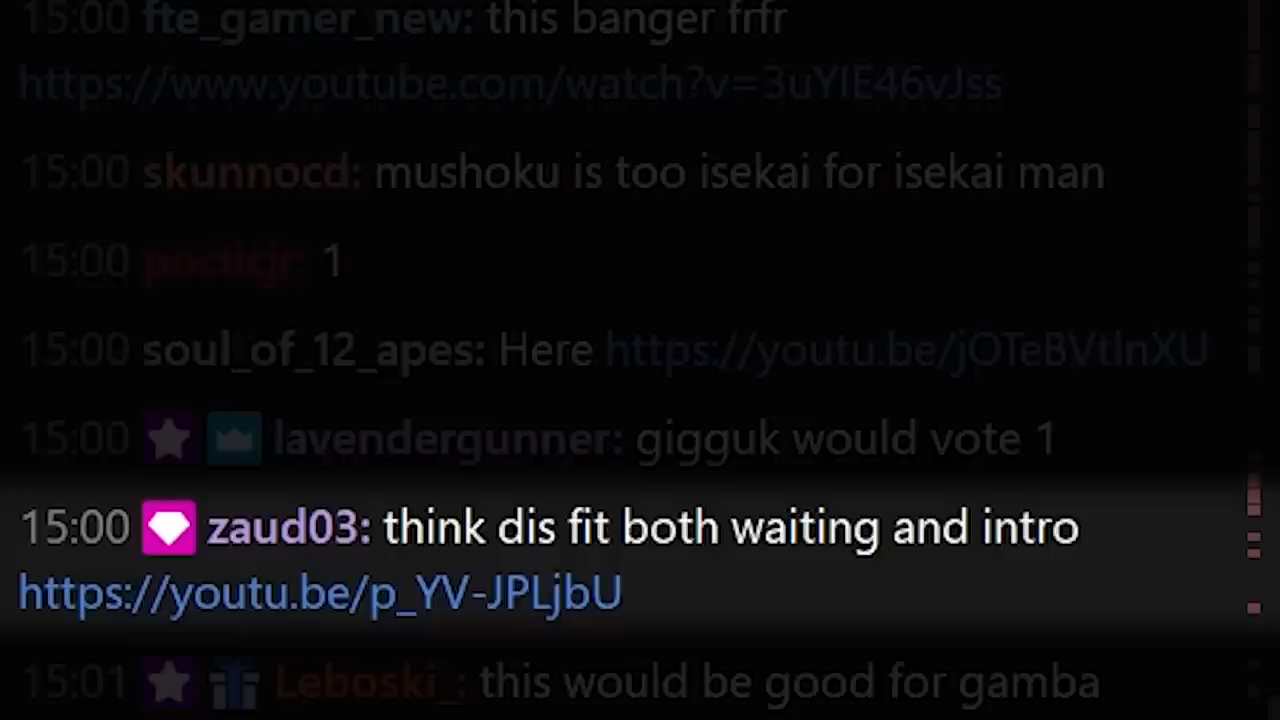 15:00 fte_gamer_new: this banger frfr
https://www.youtube.com/watch?v=3uYIE46vJss
15:00 skunnocd: mushoku is too isekai for isekai man
15:00 1
15:00 soul_of_12_apes: Here https://youtu.be/jOTeBVtlnXU
15:00 lavendergunner: gigguk would vote 1
15:00 zaud03: think dis fit both waiting and intro
https://youtu.be/p_YV-JPLjbU
15:01 Leboski_: this would be good for gamba